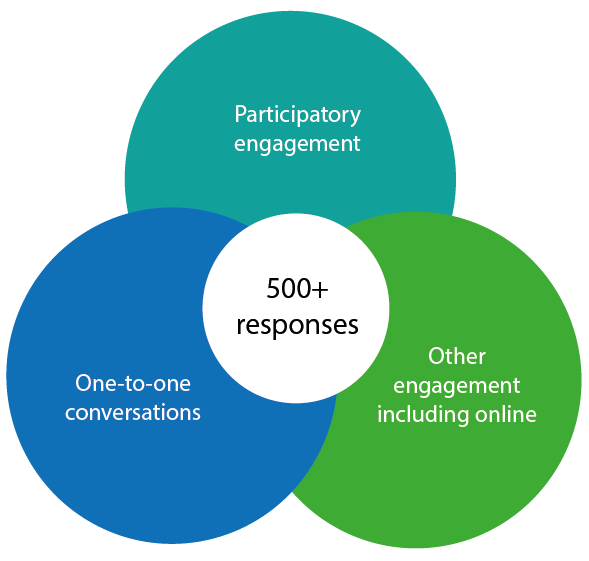 Participatory
engagement
500+
responses
One-to-one
conversations
Other
engagement
including online